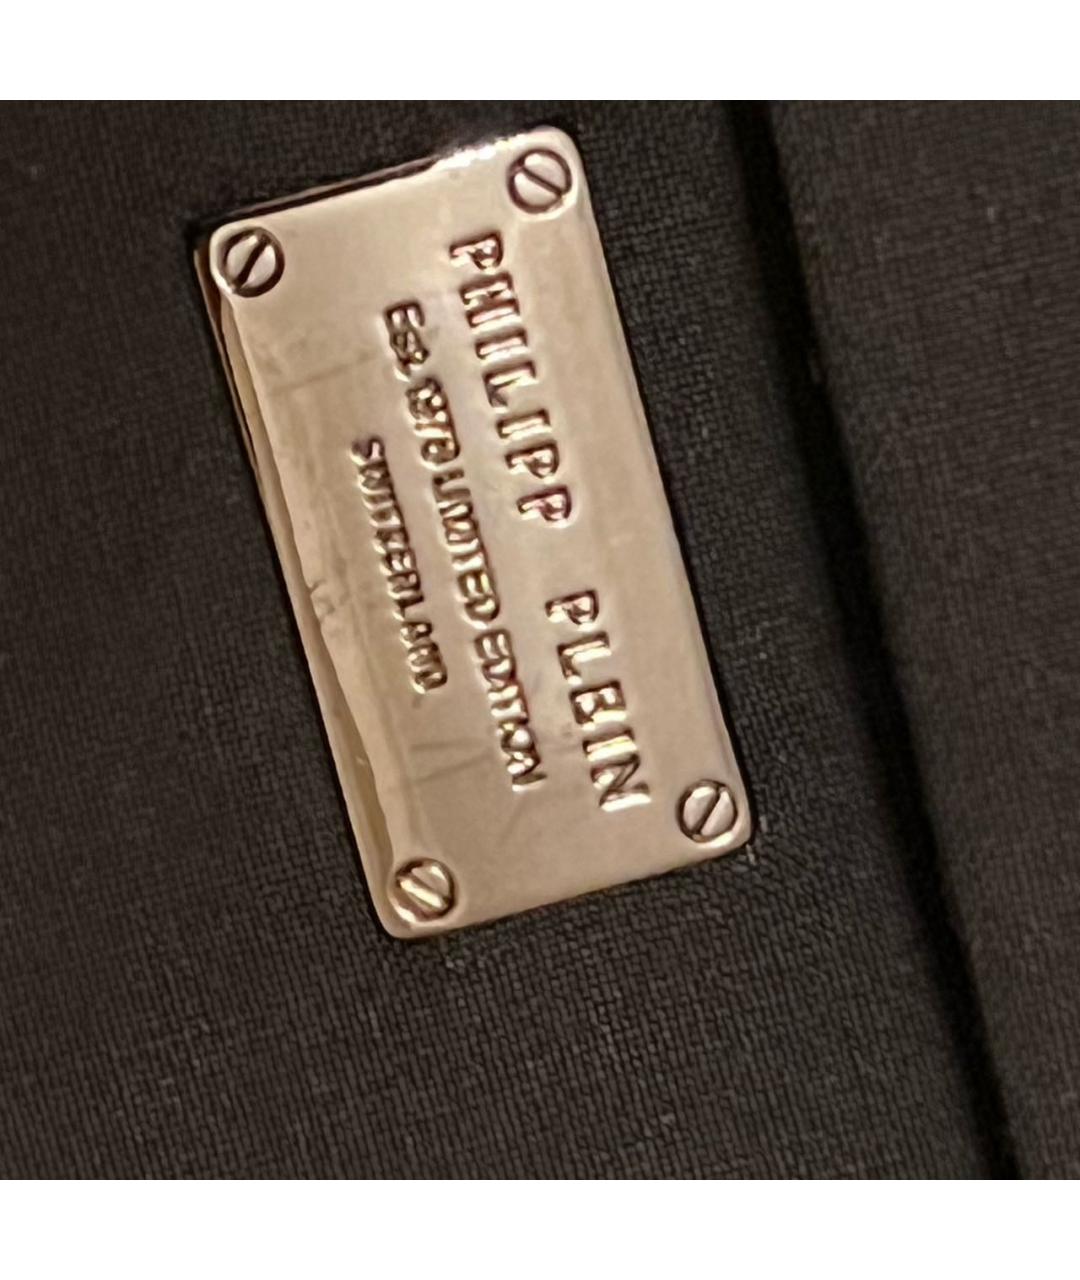 PHILIPP PLEIN
Est. 1978 LIMITED EDITION
SWITZERLAND